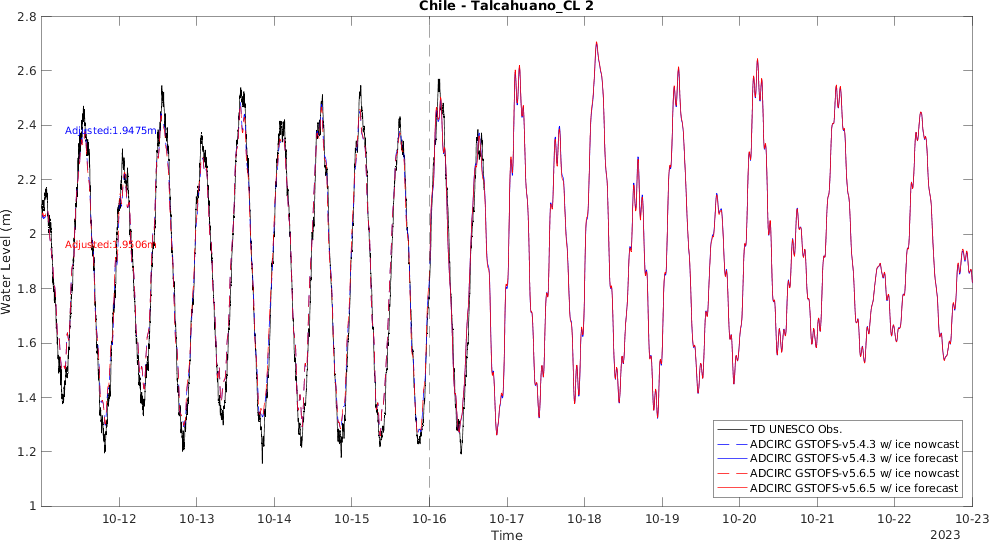 Chile - Talcahuano_CL 2
2.8
2.6
2.4
2.2
2
1.8
1.6
1.4
1.2
1
Water Level (m)
Adjusted:1.9475m
Adjusted:1.9506m
TD UNESCO Obs.
ADCIRC GSTOFS-v5.4.3 w/ ice nowcast
ADCIRC GSTOFS-v5.4.3 w/ ice forecast
ADCIRC GSTOFS-v5.6.5 w/ ice nowcast
ADCIRC GSTOFS-v5.6.5 w/ ice forecast
10-12 10-13 10-14 10-15 10-16 10-17 10-18 10-19 10-20 10-21 10-22 10-23
Time
2023